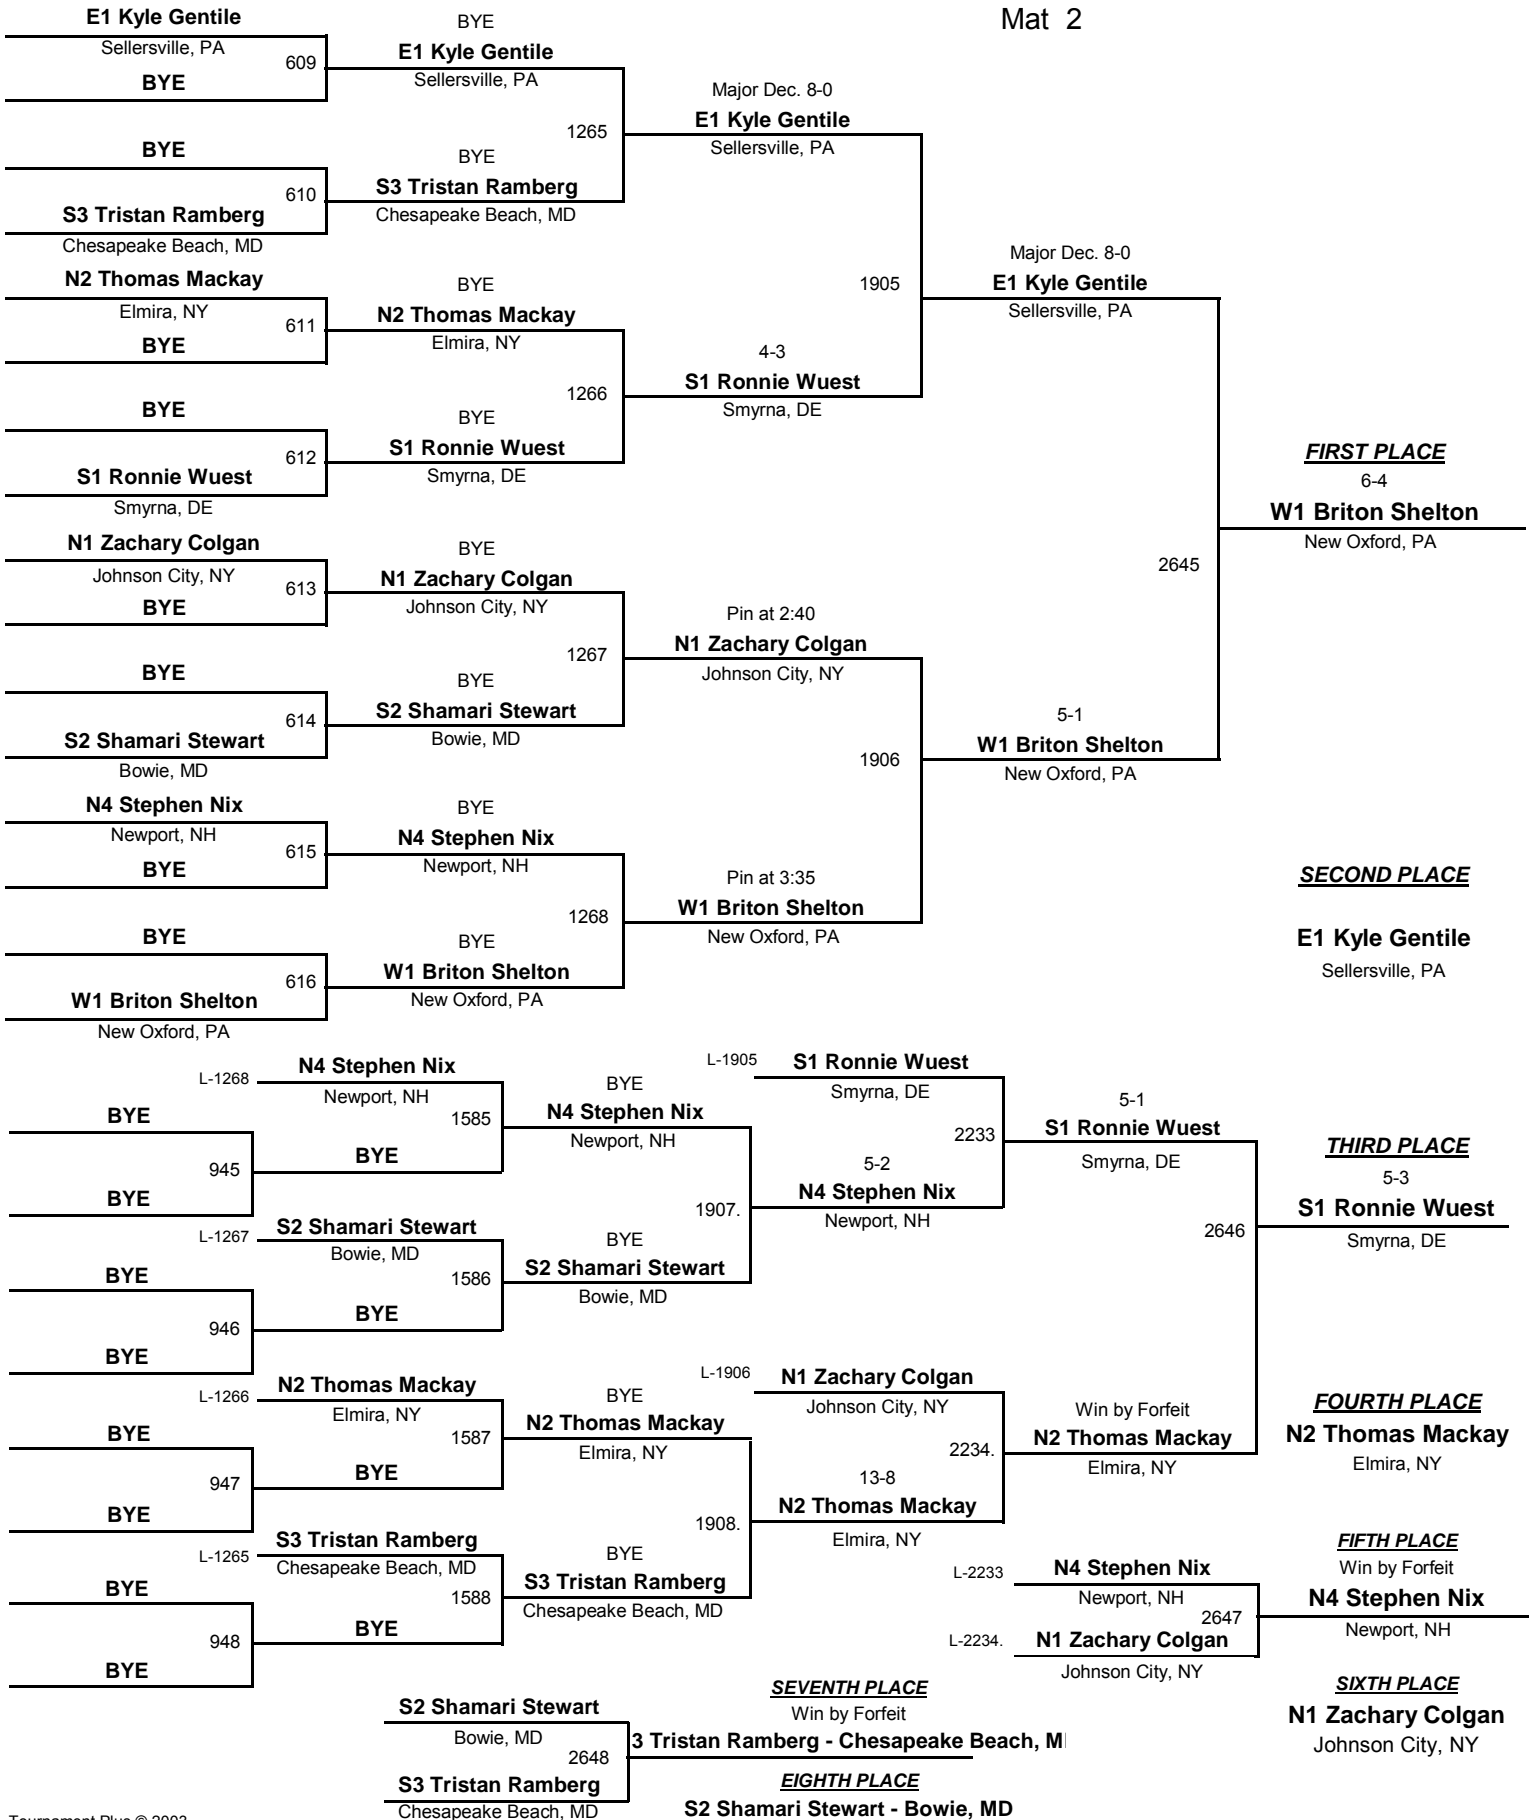 Mat 2
E1 Kyle Gentile
Sellersville, PA
609
BYE
BYE
610
S3 Tristan Ramberg
Chesapeake Beach, MD
N2 Thomas Mackay
Elmira, NY
611
BYE
BYE
612
S1 Ronnie Wuest
Smyrna, DE
N1 Zachary Colgan
Johnson City, NY
613
BYE
BYE
614
S2 Shamari Stewart
Bowie, MD
N4 Stephen Nix
Newport, NH
615
BYE
BYE
616
W1 Briton Shelton
New Oxford, PA
BYE
E1 Kyle Gentile
Sellersville, PA
1265
BYE
S3 Tristan Ramberg
Chesapeake Beach, MD
BYE
N2 Thomas Mackay
Elmira, NY
1266
BYE
S1 Ronnie Wuest
Smyrna, DE
BYE
N1 Zachary Colgan
Johnson City, NY
1267
BYE
S2 Shamari Stewart
Bowie, MD
BYE
N4 Stephen Nix
Newport, NH
1268
BYE
W1 Briton Shelton
New Oxford, PA
Major Dec. 8-0
E1 Kyle Gentile
Sellersville, PA
1905
4-3
S1 Ronnie Wuest
Smyrna, DE
Pin at 2:40
N1 Zachary Colgan
Johnson City, NY
1906
Pin at 3:35
W1 Briton Shelton
New Oxford, PA
Major Dec. 8-0
E1 Kyle Gentile
Sellersville, PA
2645
5-1
W1 Briton Shelton
New Oxford, PA
FIRST PLACE
6-4
W1 Briton Shelton
New Oxford, PA
SECOND PLACE
E1 Kyle Gentile
Sellersville, PA
L-1268
N4 Stephen Nix
Newport, NH
1585
BYE
945
BYE
BYE
L-1267
S2 Shamari Stewart
Bowie, MD
1586
BYE
946
BYE
BYE
L-1266
N2 Thomas Mackay
Elmira, NY
1587
BYE
947
BYE
BYE
L-1265
S3 Tristan Ramberg
Chesapeake Beach, MD
1588
BYE
948
BYE
BYE
BYE
N4 Stephen Nix
Newport, NH
1907.
BYE
S2 Shamari Stewart
Bowie, MD
BYE
N2 Thomas Mackay
Elmira, NY
1908.
BYE
S3 Tristan Ramberg
Chesapeake Beach, MD
L-1905
S1 Ronnie Wuest
Smyrna, DE
2233
5-2
N4 Stephen Nix
Newport, NH
L-1906
N1 Zachary Colgan
Johnson City, NY
2234.
13-8
N2 Thomas Mackay
Elmira, NY
5-1
S1 Ronnie Wuest
Smyrna, DE
2646
Win by Forfeit
N2 Thomas Mackay
Elmira, NY
THIRD PLACE
5-3
S1 Ronnie Wuest
Smyrna, DE
FOURTH PLACE
N2 Thomas Mackay
Elmira, NY
L-2233
N4 Stephen Nix
Newport, NH
2647
L-2234.
N1 Zachary Colgan
Johnson City, NY
FIFTH PLACE
Win by Forfeit
N4 Stephen Nix
Newport, NH
SIXTH PLACE
N1 Zachary Colgan
Johnson City, NY
S2 Shamari Stewart
Bowie, MD
2648
S3 Tristan Ramberg
Chesapeake Beach, MD
SEVENTH PLACE
Win by Forfeit
3 Tristan Ramberg - Chesapeake Beach, M
EIGHTH PLACE
S2 Shamari Stewart - Bowie, MD
Tournament Plus © 2003